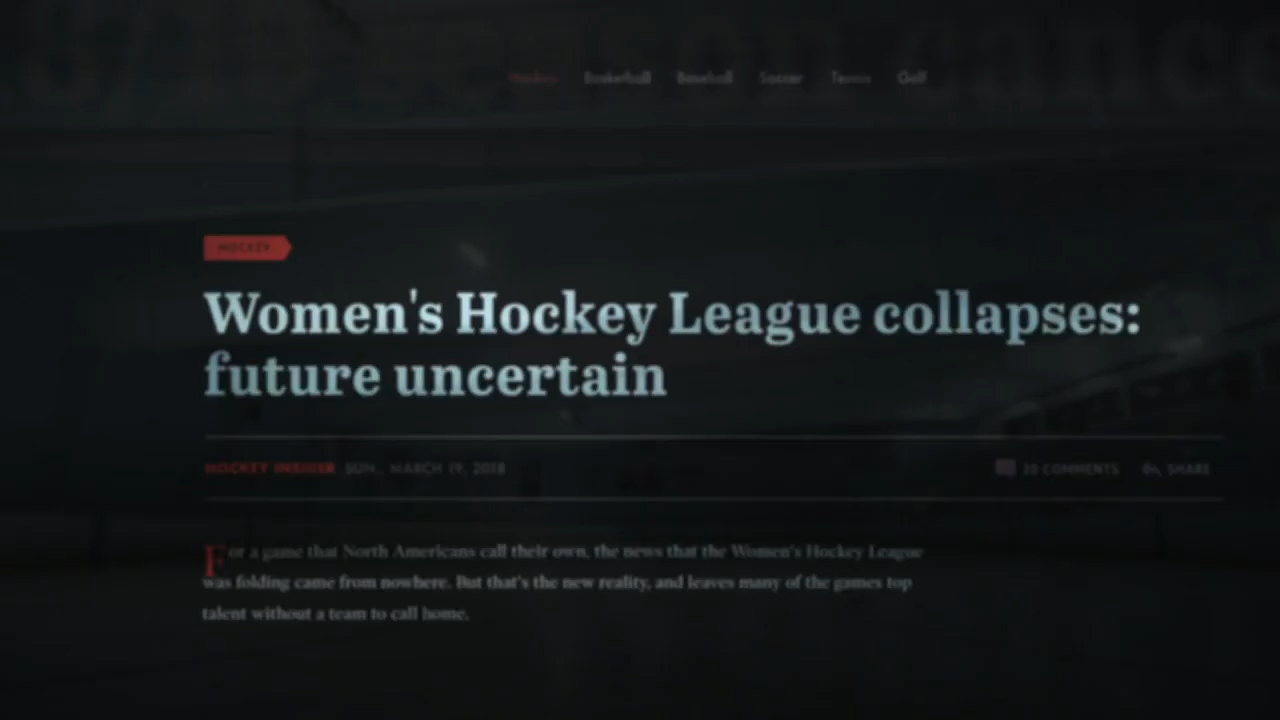 Hockey Basketball Baseball Soccer Tennis Golf
HOCKEY
Women's Hockey League collapses:
future uncertain
HOCKEY INSIDER SUN., MARCH 19, 2018
20 COMMENTS SHARE
For a game that North Americans call their own, the news that the Women's Hockey League
was folding came from nowhere. But that's the new reality, and leaves many of the games top
talent without a team to call home.